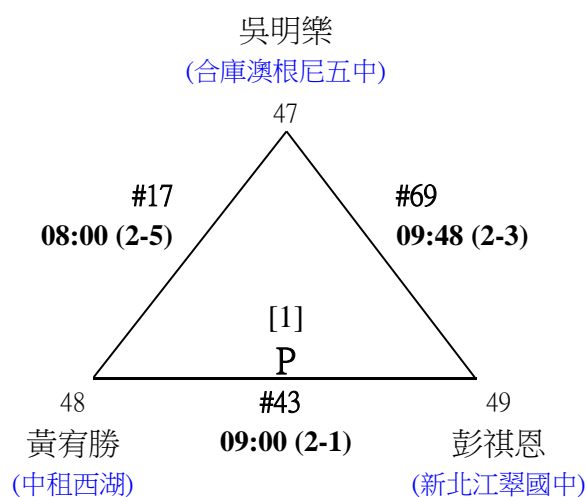 吳明樂
(合庫澳根尼五中)
47
#17
08:00 (2-5)
#69
09:48 (2-3)
[1]
P
48
#43
49
黃宥勝
09:00 (2-1)
彭祺恩
(中租西湖)
(新北江翠國中)